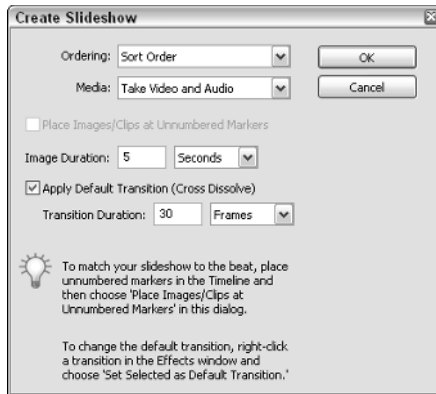 Create Slideshow
Ordering: Sort Order
OK
Media: Take Video and Audio
Cancel
Place Images/Clips at Unnumbered Markers
Image Duration: 5 Seconds
Apply Default Transition (Cross Dissolve)
Transition Duration: 30 Frames
To match your slideshow to the beat, place
unnumbered markers in the Timeline and
then choose 'Place Images/Clips at
Unnumbered Markers' in this dialog.
To change the default transition, right-click
a transition in the Effects window and
choose 'Set Selected as Default Transition.'